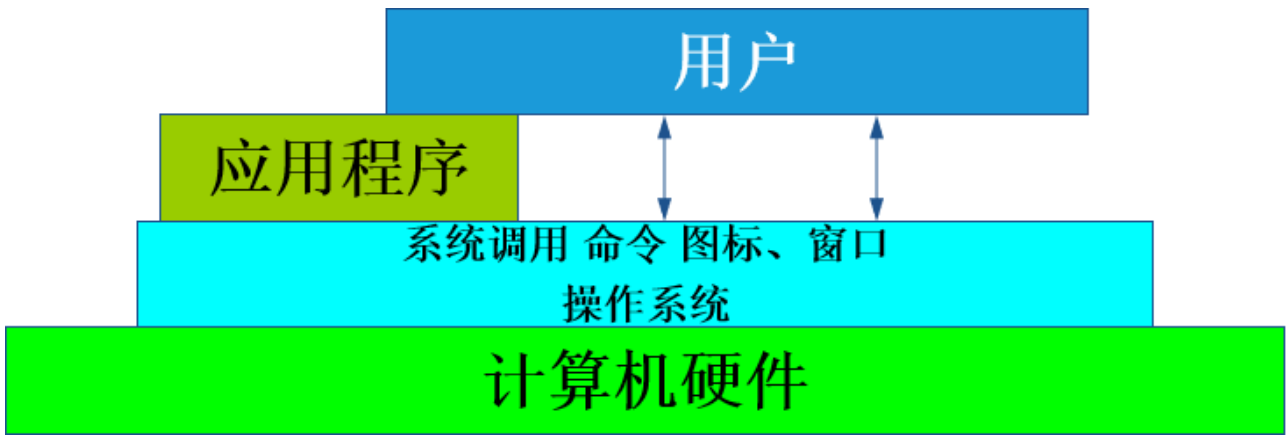 用户
应用程序
系统调用 命令 图标、窗口
操作系统
计算机硬件